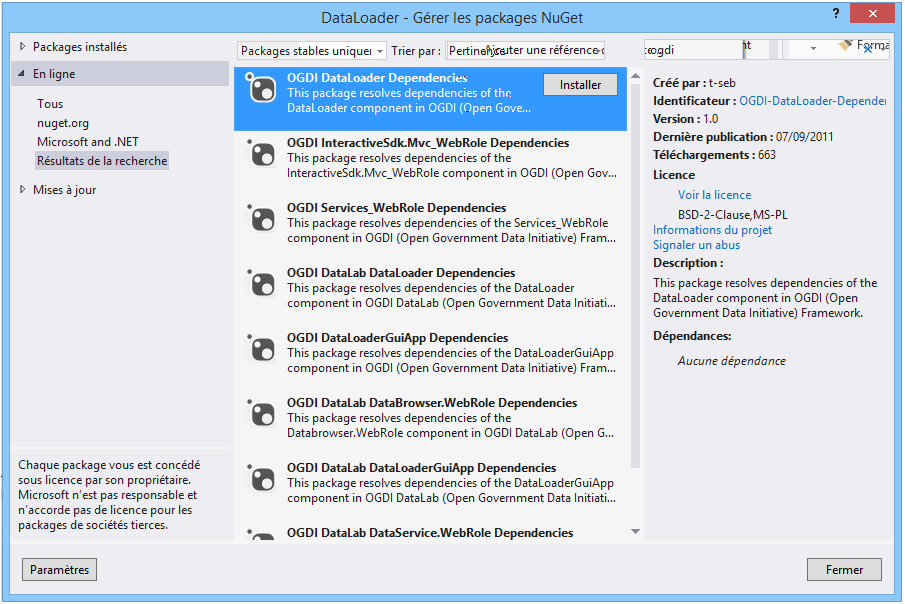 DataLoader - Gérer les packages NuGet
?
Packages installés
En ligne
Tous
nuget.org
Microsoft and .NET
Résultats de la recherche
Mises à jour
Chaque package vous est concédé
sous licence par son propriétaire.
Microsoft n'est pas responsable et
n'accorde pas de licence pour les
packages de sociétés tierces.
Packages stables uniquer
Trier par :
Pertinence
Ajouter une référence
ogdi
Forma
OGDI DataLoader Dependencies
This package resolves dependencies of the
DataLoader component in OGDI (Open Gove...
Installer
OGDI InteractiveSdk.Mvc_WebRole Dependencies
This package resolves dependencies of the
InteractiveSdk.Mvc_WebRole component in OGDI (Open Gov...
OGDI Services_WebRole Dependencies
This package resolves dependencies of the Services_WebRole
component in OGDI (Open Government Data Initiative) Fram...
OGDI DataLab DataLoader Dependencies
This package resolves dependencies of the DataLoader
component in OGDI DataLab (Open Government Data Initiati...
OGDI DataLoaderGuiApp Dependencies
This package resolves dependencies of the DataLoaderGuiApp
component in OGDI (Open Government Data Initiative) Fram...
OGDI DataLab DataBrowser.WebRole Dependencies
This package resolves dependencies of the
Databrowser.WebRole component in OGDI DataLab (Open G...
OGDI DataLab DataLoaderGuiApp Dependencies
This package resolves dependencies of the DataLoaderGuiApp
component in OGDI DataLab (Open Government Data Initiati...
OGDI DataLab DataService.WebRole Dependencies
Créé par : t-seb
Identificateur : OGDI-DataLoader-Depender
Version : 1.0
Dernière publication : 07/09/2011
Téléchargements : 663
Licence
Voir la licence
BSD-2-Clause,MS-PL
Informations du projet
Signaler un abus
Description :
This package resolves dependencies of the
DataLoader component in OGDI (Open
Government Data Initiative) Framework.
Dépendances:
Aucune dépendance
Paramètres
Fermer